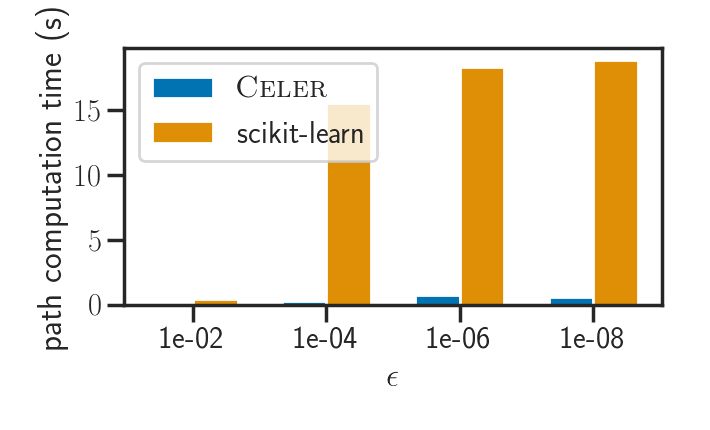 path computation time (s)
15
10
5
0
CELER
scikit-learn
1e-02 1e-04 1e-06 1e-08
ϵ